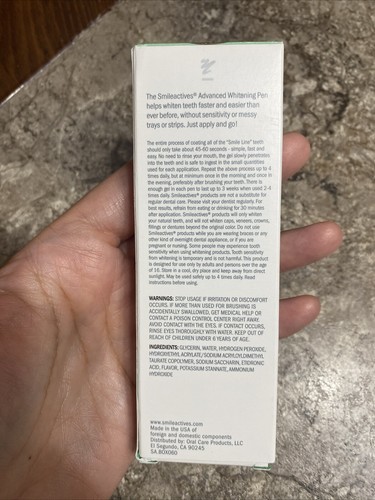 The Smileactives® Advanced Whitening Pen
helps whiten teeth faster and easier than
ever before, without sensitivity or messy
trays or strips. Just apply and go!
The entire process of coating all of the "Smile Line" teeth
should only take about 45-60 seconds - simple, fast and
easy. No need to rinse your mouth, the gel slowly penetrates
into the teeth and is safe to ingest in the small quantities
used for each application. Repeat the above process up to 4
times daily, but at minimum once in the morning and once in
the evening, preferably after brushing your teeth. There is
enough gel in each pen to last up to 3 weeks when used 2-4
times daily. Smileactives® products are not a substitute for
regular dental care. Please visit your dentist regularly. For
best results, refrain from eating or drinking for 30 minutes
after application. Smileactives® products will only whiten
your natural teeth, and will not whiten caps, veneers, crowns,
fillings or dentures beyond the original color. Do not use
Smileactives® products while you are wearing braces or any
other kind of overnight dental appliance, or if you are
pregnant or nursing. Some people may experience tooth
sensitivity when using whitening products. Tooth sensitivity
from whitening is temporary and is not harmful. This product
is designed for use only by adults and persons over the age
of 16. Store in a cool, dry place and keep away from direct
sunlight. May be used safely up to 4 times daily. Read
instructions before using.
WARNINGS: STOP USAGE IF IRRITATION OR DISCOMFORT
OCCURS. IF MORE THAN USED FOR BRUSHING IS
ACCIDENTALLY SWALLOWED, GET MEDICAL HELP OR
CONTACT A POISON CONTROL CENTER RIGHT AWAY.
AVOID CONTACT WITH THE EYES. IF CONTACT OCCURS,
RINSE EYES THOROUGHLY WITH WATER. KEEP OUT OF
REACH OF CHILDREN UNDER 6 YEARS OF AGE.
INGREDIENTS: GLYCERIN, WATER, HYDROGEN PEROXIDE,
HYDROXYETHYL ACRYLATE/SODIUM ACRYLOYLDIMETHYL
TAURATE COPOLYMER, SODIUM SACCHARIN, ETIDRONIC
ACID, FLAVOR, POTASSIUM STANNATE, AMMONIUM
HYDROXIDE
www.smileactives.com
Made in the USA of
foreign and domestic components
Distributed by: Oral Care Products, LLC
El Segundo, CA 90245
SA BOX060